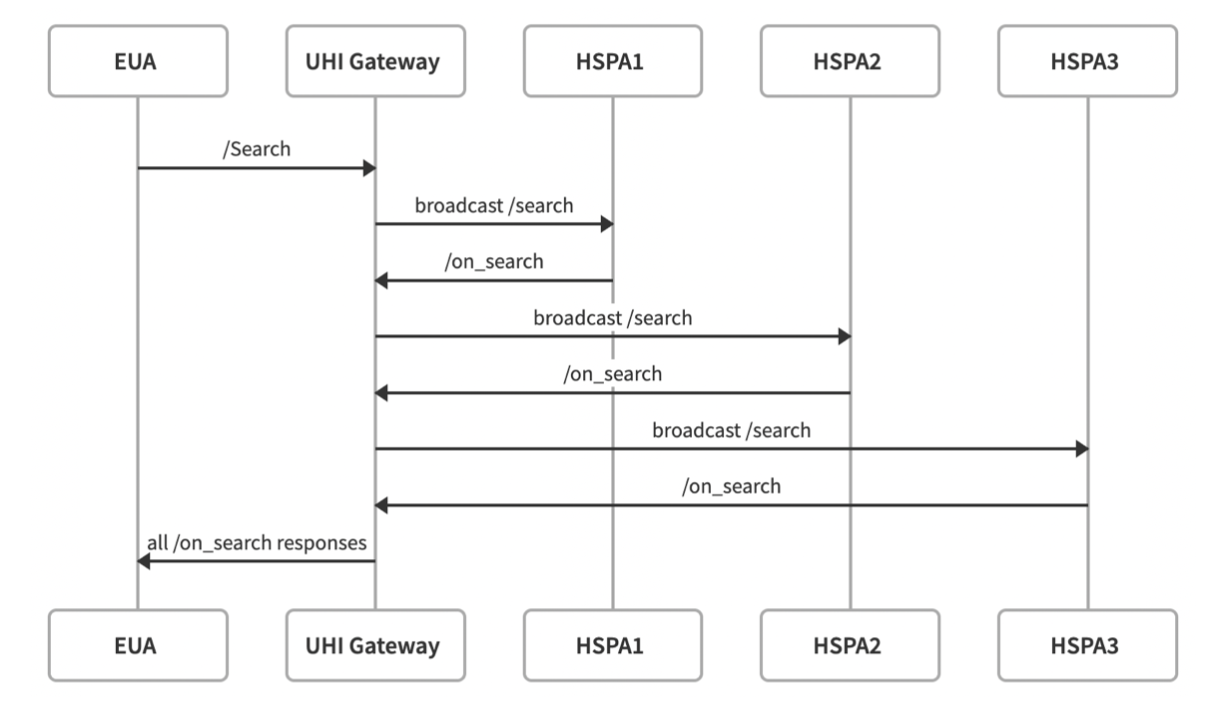 EUA
UHI Gateway
HSPA1
HSPA2
HSPA3
/Search
broadcast /search
/on_search
broadcast /search
/on_search
broadcast /search
/on_search
all /on_search responses
EUA
UHI Gateway
HSPA1
HSPA2
HSPA3